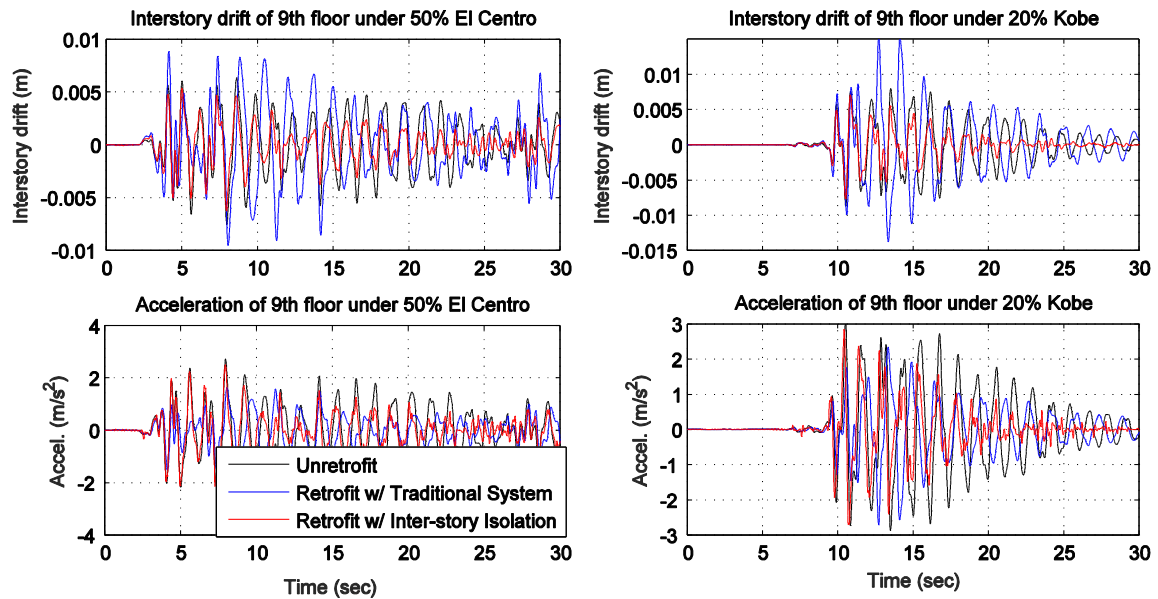 Interstory drift of 9th floor under 50% El Centro
Interstory drift (m)
0.01
0.005
0
-0.005
-0.01
0 5 10 15 20 25 30
Interstory drift of 9th floor under 20% Kobe
Interstory drift (m)
0.01
0.005
0
-0.005
-0.01
-0.015
0 5 10 15 20 25 30
Acceleration of 9th floor under 50% El Centro
Accel. (m/s²)
4
2
0
-2
-4
Unretrofit
Retrofit w/ Traditional System
Retrofit w/ Inter-story Isolation
0 5 10 15 20 25 30
Time (sec)
Acceleration of 9th floor under 20% Kobe
Accel. (m/s²)
3
2
1
0
-1
-2
-3
0 5 10 15 20 25 30
Time (sec)